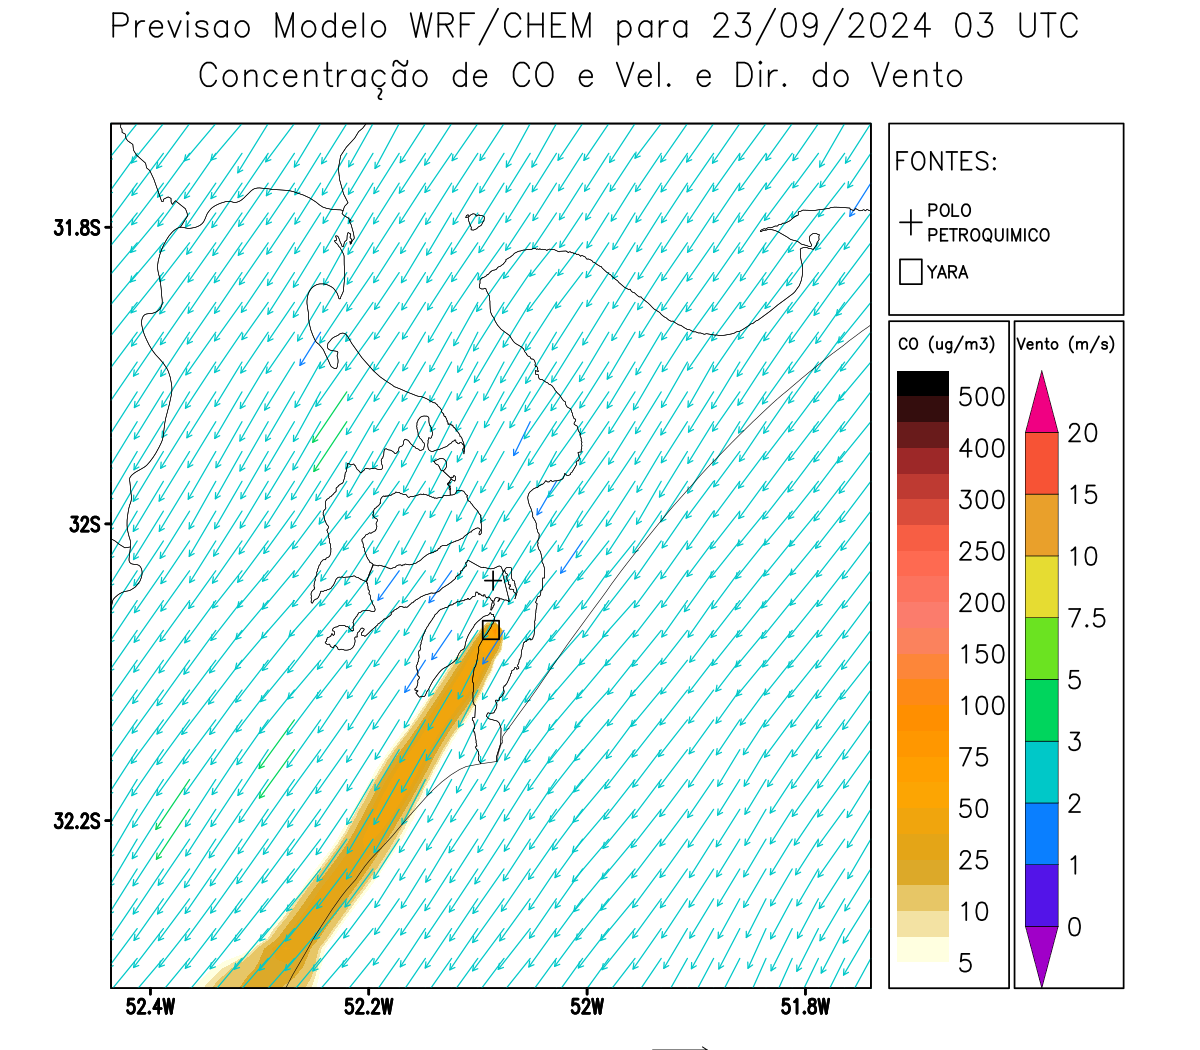 Previsao Modelo WRF/CHEM para 23/09/2024 03 UTC
Concentração de CO e Vel. e Dir. do Vento
FONTES:
POLO
PETROQUIMICO
YARA
31.8S
32S
32.2S
52.4W
52.2W
52W
51.8W
CO (ug/m3)
500
400
300
250
200
150
100
75
50
25
10
5
Vento (m/s)
20
15
10
7.5
5
3
2
1
0